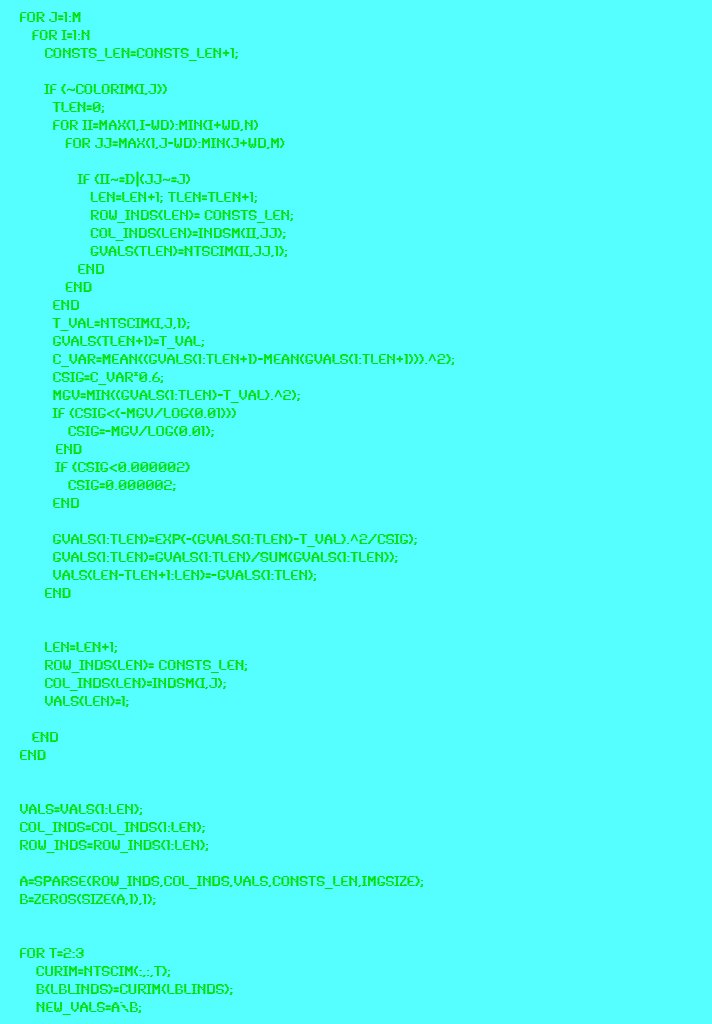 FOR J=1:M
FOR I=1:N
CONSTS_LEN=CONSTS_LEN+1;
IF (~COLORIM(I,J))
TLEN=0;
FOR II=MAX(1,I-WD):MIN(I+WD,N)
FOR JJ=MAX(1,J-WD):MIN(J+WD,M)
IF (II~=I)|(JJ~=J)
LEN=LEN+1; TLEN=TLEN+1;
ROW_INDS(LEN)= CONSTS_LEN;
COL_INDS(LEN)=INDSM(II,JJ);
GVALS(TLEN)=NTSCIM(II,JJ,1);
END
END
END
T_VAL=NTSCIM(I,J,1);
GVALS(TLEN+1)=T_VAL;
C_VAR=MEAN((GVALS(1:TLEN+1)-MEAN(GVALS(1:TLEN+1))).^2);
CSIG=C_VAR*0.6;
MGV=MIN((GVALS(1:TLEN)-T_VAL).^2);
IF (CSIG<(-MGV/LOG(0.01)))
CSIG=-MGV/LOG(0.01);
END
IF (CSIG<0.000002)
CSIG=0.000002;
END
GVALS(1:TLEN)=EXP(-(GVALS(1:TLEN)-T_VAL).^2/CSIG);
GVALS(1:TLEN)=GVALS(1:TLEN)/SUM(GVALS(1:TLEN));
VALS(LEN-TLEN+1:LEN)=-GVALS(1:TLEN);
END
LEN=LEN+1;
ROW_INDS(LEN)= CONSTS_LEN;
COL_INDS(LEN)=INDSM(I,J);
VALS(LEN)=1;
END
END
VALS=VALS(1:LEN);
COL_INDS=COL_INDS(1:LEN);
ROW_INDS=ROW_INDS(1:LEN);
A=SPARSE(ROW_INDS,COL_INDS,VALS,CONSTS_LEN,IMGSIZE);
B=ZEROS(SIZE(A,1),1);
FOR T=2:3
CURIM=NTSCIM(:,:,T);
B(LBLINDS)=CURIM(LBLINDS);
NEW_VALS=A\B;